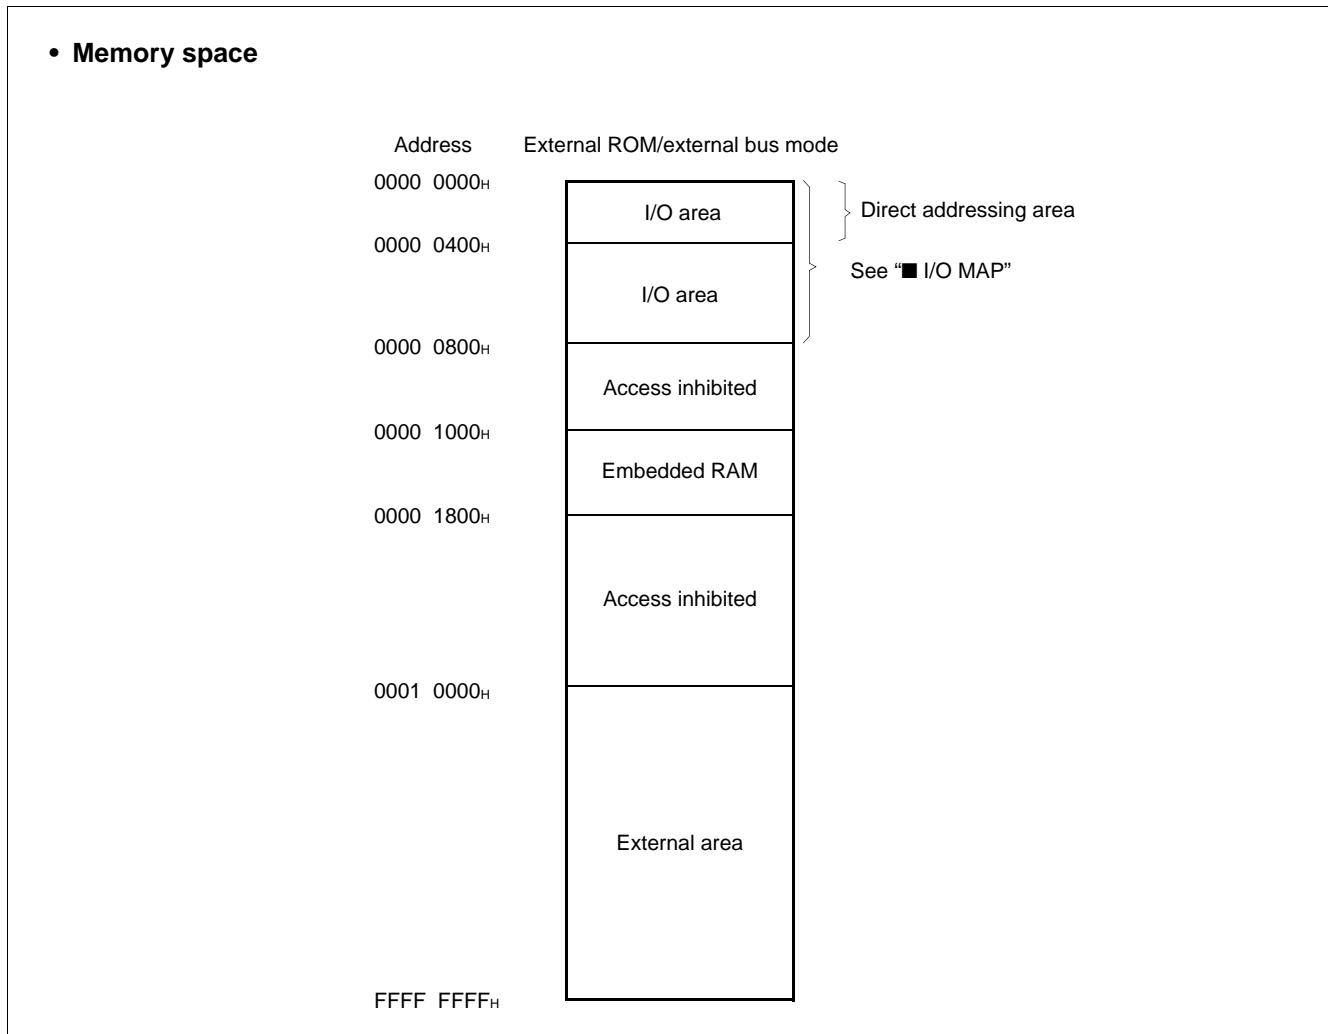 • Memory space
Address External ROM/external bus mode
0000 0000H
I/O area
Direct addressing area
0000 0400H
See “■ I/O MAP”
I/O area
0000 0800H
Access inhibited
0000 1000H
Embedded RAM
0000 1800H
Access inhibited
0001 0000H
External area
FFFF FFFFH